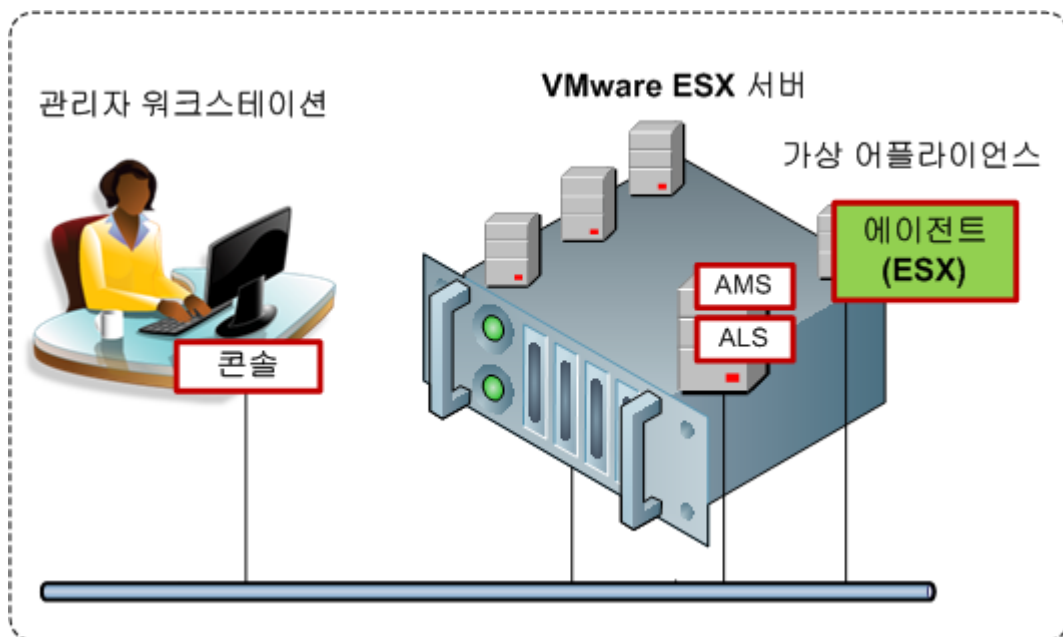 관리자 워크스테이션
VMware ESX 서버
가상 어플라이언스
에이전트
(ESX)
AMS
ALS
콘솔